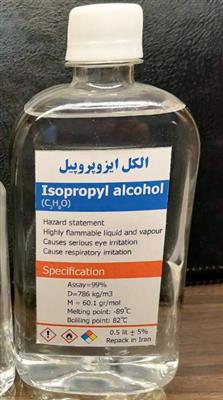 الکل ایزوپروپیل
Isopropyl alcohol
(C₃H₈O)
Hazard statement
Highly flammable liquid and vapour
Causes serious eye irritation
Cause respiratory irritation
Specification
Assay=99%
D=786 kg/m3
M = 60.1 gr/mol
Melting point: -89°C
Boliling point: 82°C
0.5 lit ± 5%
Repack in Iran